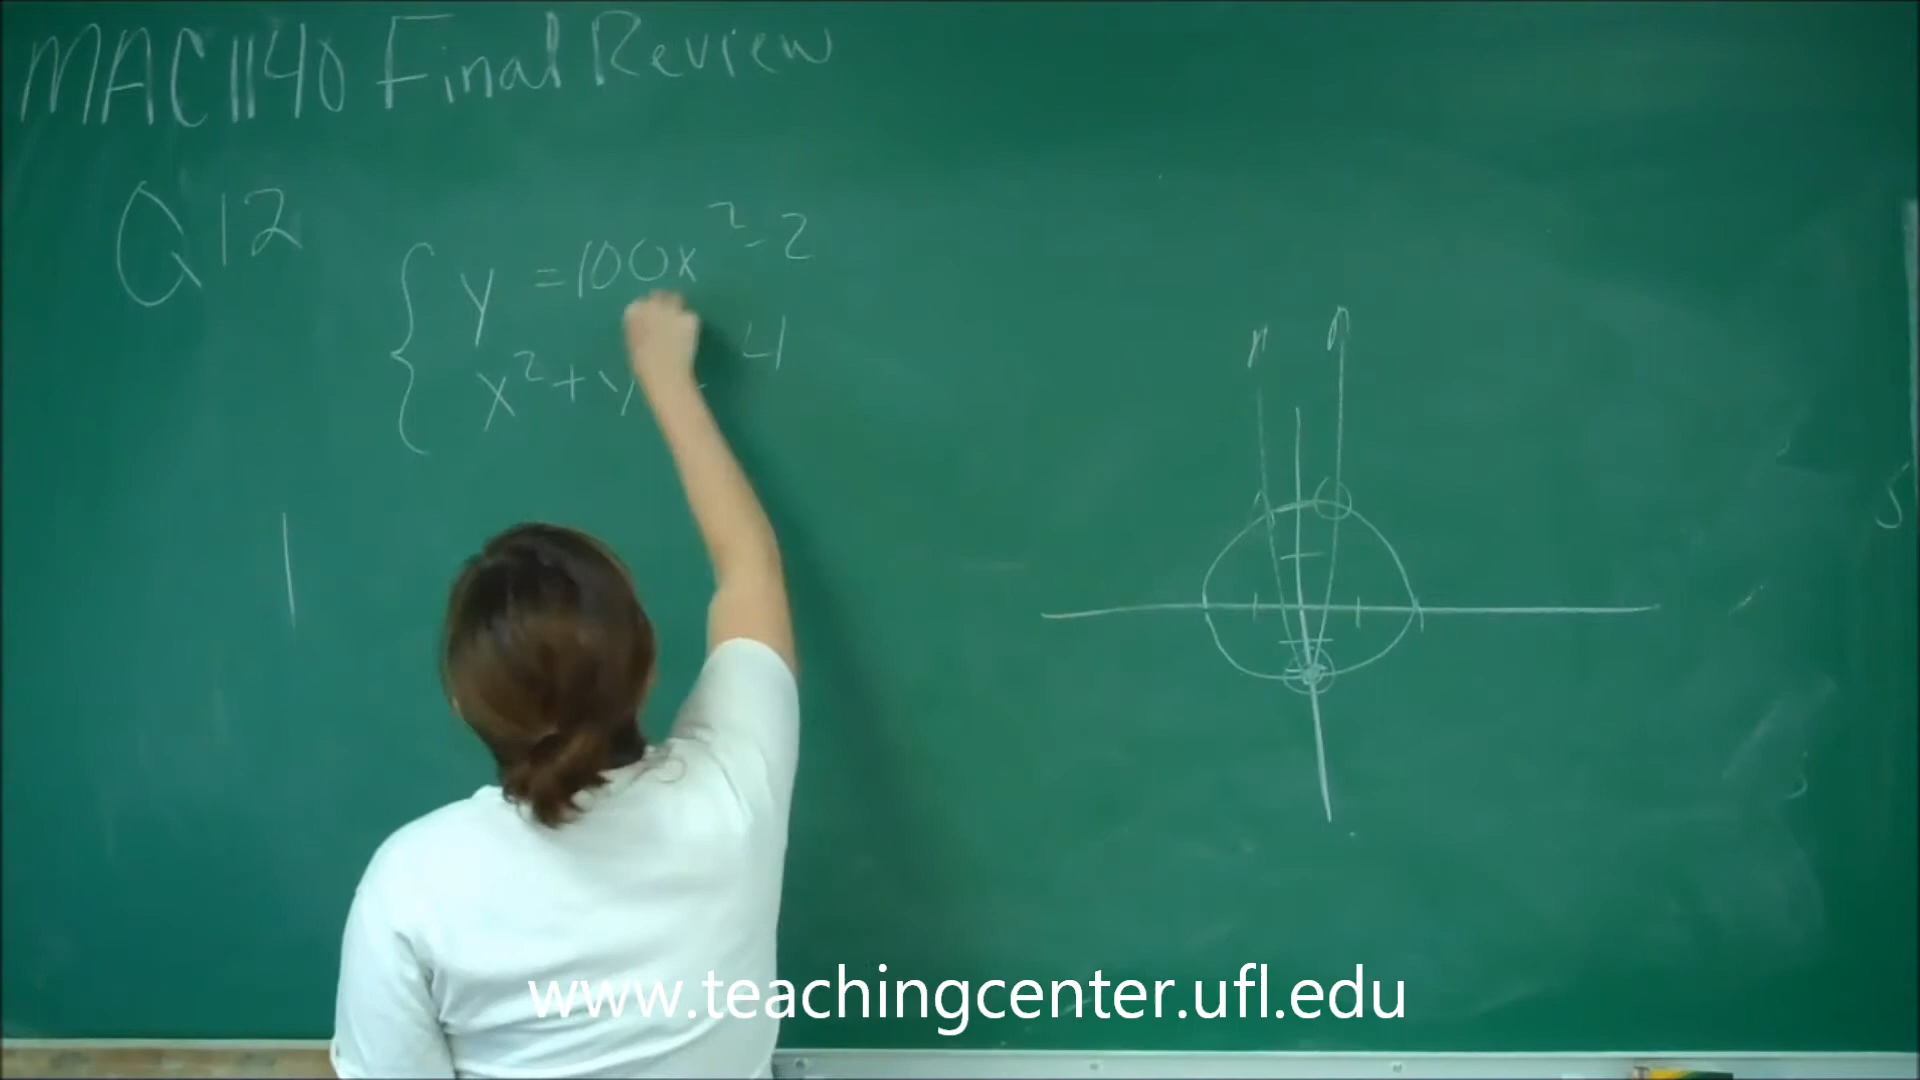 MAC1140 Final Review
Q12
y = 100x² - 2
x² + y = 4
www.teachingcenter.ufl.edu